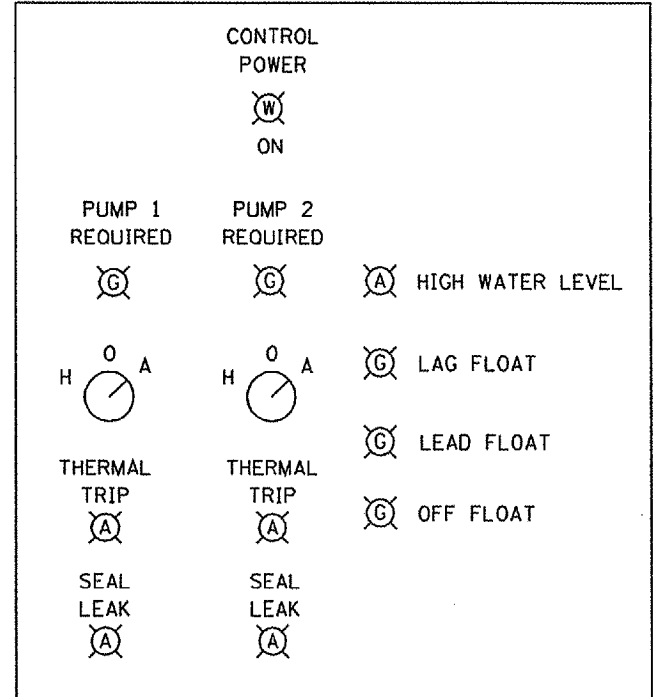 CONTROL
POWER
W
ON
PUMP 1
REQUIRED
G
PUMP 2
REQUIRED
G
A HIGH WATER LEVEL
H O A
H O A
G LAG FLOAT
G LEAD FLOAT
THERMAL
TRIP
A
THERMAL
TRIP
A
G OFF FLOAT
SEAL
LEAK
A
SEAL
LEAK
A